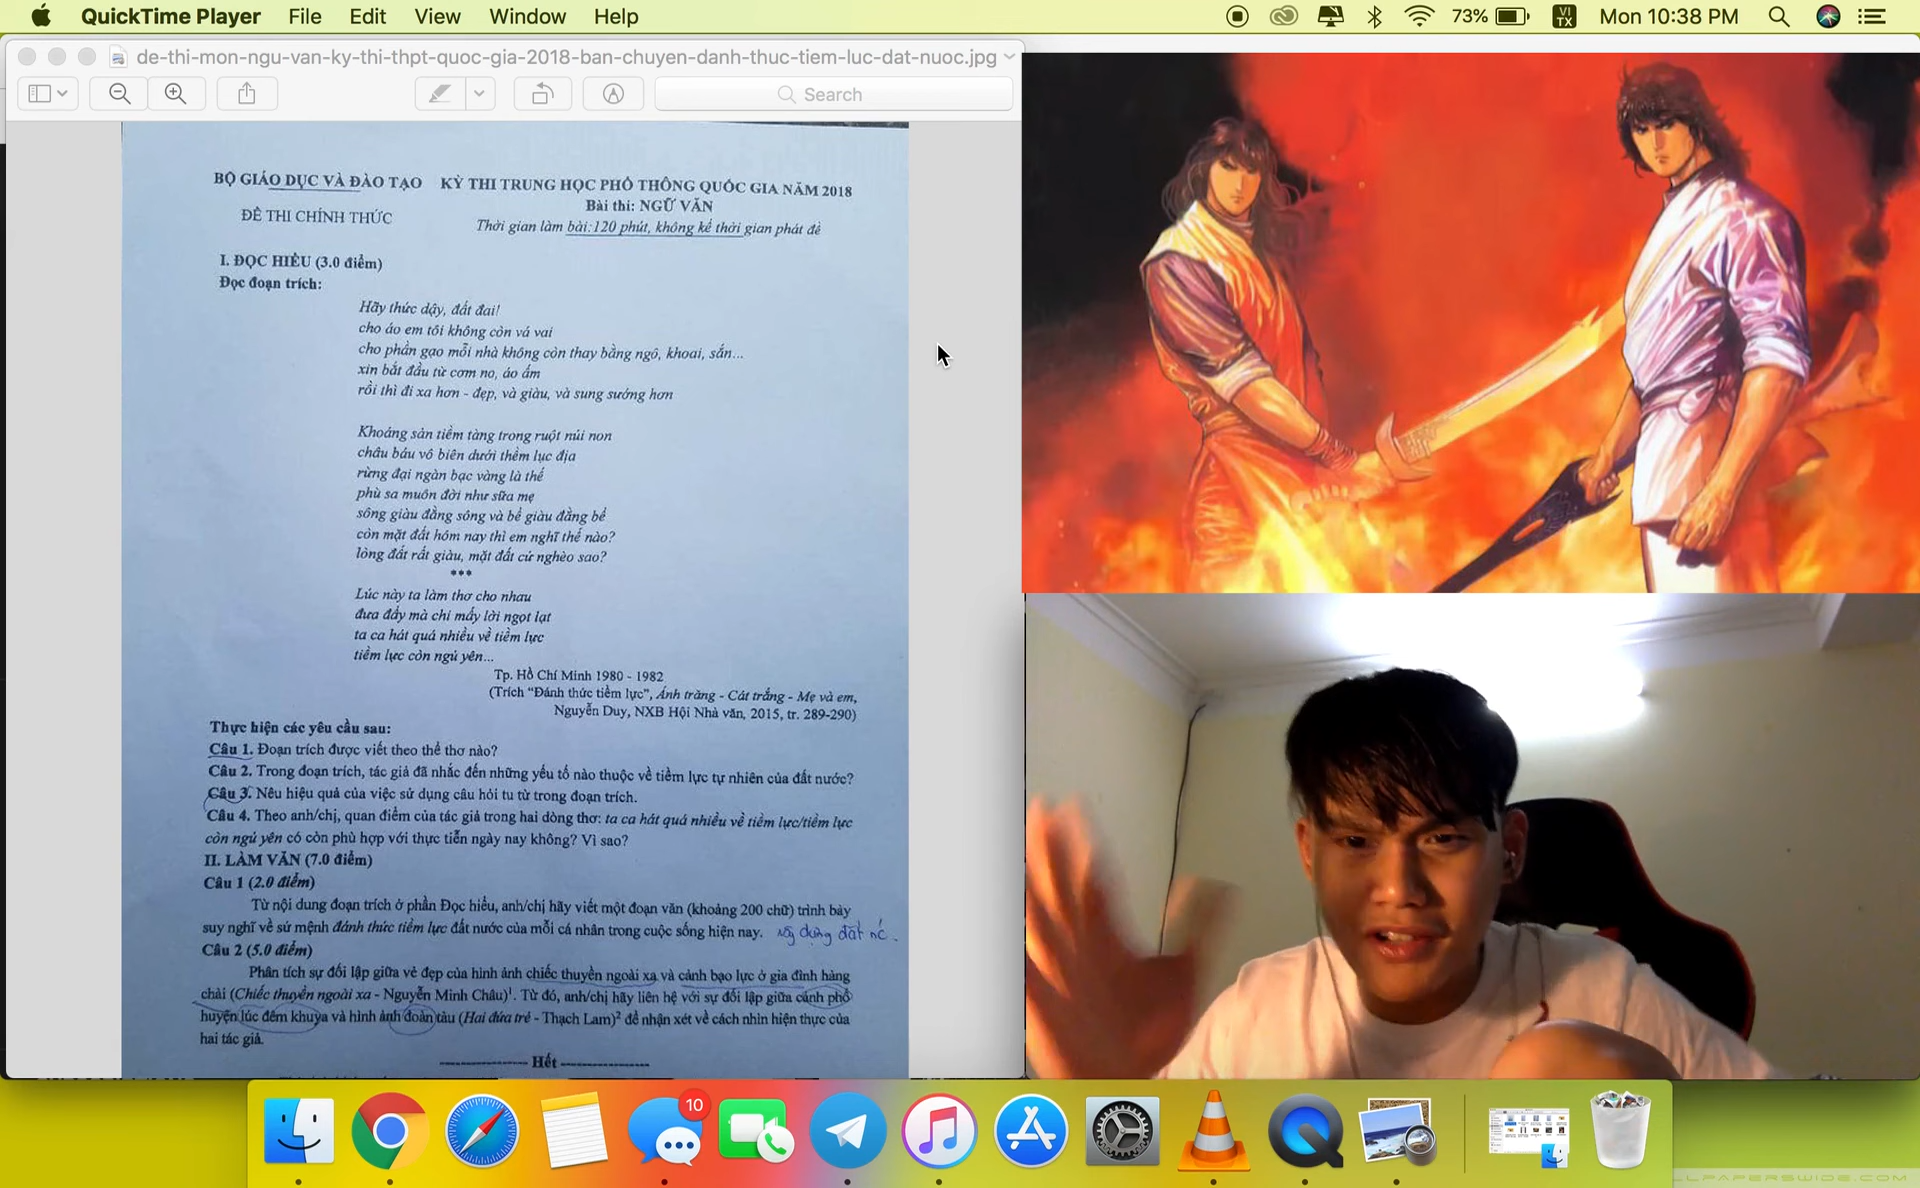 QuickTime Player File Edit View Window Help
73% VI TX Mon 10:38 PM
de-thi-mon-ngu-van-ky-thi-thpt-quoc-gia-2018-ban-chuyen-danh-thuc-tiem-luc-dat-nuoc.jpg
Search
BỘ GIÁO DỤC VÀ ĐÀO TẠO KỲ THI TRUNG HỌC PHỔ THÔNG QUỐC GIA NĂM 2018
Bài thi: NGỮ VĂN
ĐỀ THI CHÍNH THỨC
Thời gian làm bài:120 phút, không kể thời gian phát đề
I. ĐỌC HIỂU (3.0 điểm)
Đọc đoạn trích:
Hãy thức dậy, đất đai!
cho áo em tôi không còn vá vai
cho phần gạo mỗi nhà không còn thay bằng ngô, khoai, sắn...
xin bắt đầu từ cơm no, áo ấm
rồi thì đi xa hơn - đẹp, và giàu, và sung sướng hơn
Khoáng sản tiềm tàng trong ruột núi non
châu báu vô biên dưới thềm lục địa
rừng đại ngàn bạc vàng là thế
phù sa muôn đời như sữa mẹ
sông giàu đằng sông và bể giàu đằng bể
còn mặt đất hôm nay thì em nghĩ thế nào?
lòng đất rất giàu, mặt đất cứ nghèo sao?
***
Lúc này ta làm thơ cho nhau
đưa đẩy mà chi mấy lời ngọt lạt
ta ca hát quá nhiều về tiềm lực
tiềm lực còn ngủ yên...
Tp. Hồ Chí Minh 1980 - 1982
(Trích "Đánh thức tiềm lực", Ánh trăng - Cát trắng - Mẹ và em,
Nguyễn Duy, NXB Hội Nhà văn, 2015, tr. 289-290)
Thực hiện các yêu cầu sau:
Câu 1. Đoạn trích được viết theo thể thơ nào?
Câu 2. Trong đoạn trích, tác giả đã nhắc đến những yếu tố nào thuộc về tiềm lực tự nhiên của đất nước?
Câu 3. Nêu hiệu quả của việc sử dụng câu hỏi tu từ trong đoạn trích.
Câu 4. Theo anh/chị, quan điểm của tác giả trong hai dòng thơ: ta ca hát quá nhiều về tiềm lực/tiềm lực
còn ngủ yên có còn phù hợp với thực tiễn ngày nay không? Vì sao?
II. LÀM VĂN (7.0 điểm)
Câu 1 (2.0 điểm)
Từ nội dung đoạn trích ở phần Đọc hiểu, anh/chị hãy viết một đoạn văn (khoảng 200 chữ) trình bày
suy nghĩ về sứ mệnh đánh thức tiềm lực đất nước của mỗi cá nhân trong cuộc sống hiện nay. dựng đất nc.
Câu 2 (5.0 điểm)
Phân tích sự đối lập giữa vẻ đẹp của hình ảnh chiếc thuyền ngoài xa và cảnh bạo lực ở gia đình hàng
chài (Chiếc thuyền ngoài xa - Nguyễn Minh Châu)¹. Từ đó, anh/chị hãy liên hệ với sự đối lập giữa cảnh phố
huyện lúc đêm khuya và hình ảnh đoàn tàu (Hai đứa trẻ - Thạch Lam)² để nhận xét về cách nhìn hiện thực của
hai tác giả.
Hết
10